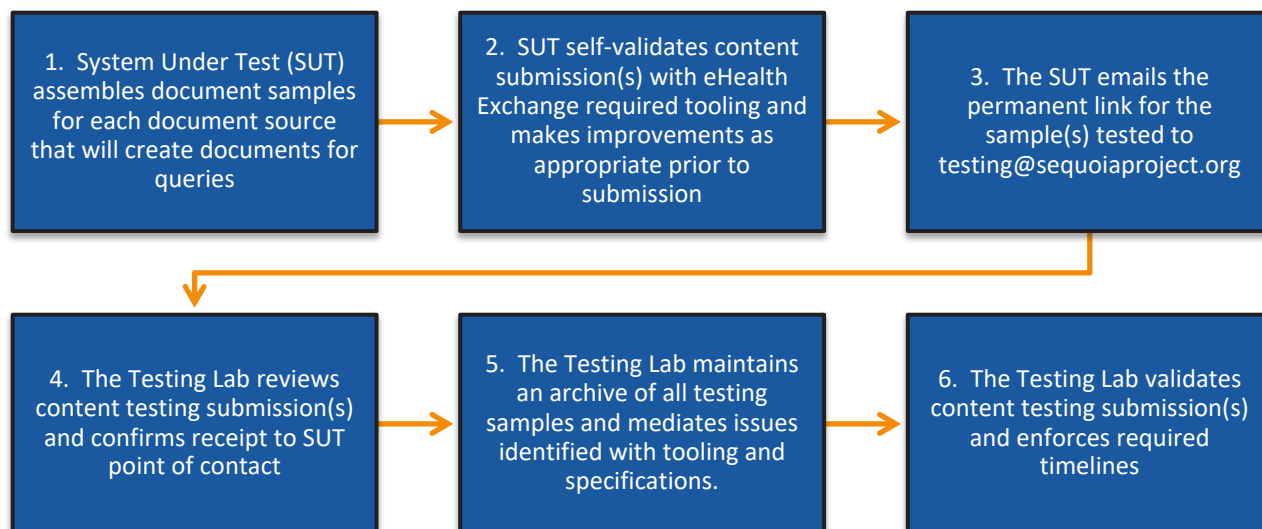 1.  System Under Test (SUT)
assembles document samples
for each document source
that will create documents for
queries
2.  SUT self-validates content
submission(s) with eHealth
Exchange required tooling and
makes improvements as
appropriate prior to
submission
3.  The SUT emails the
permanent link for the
sample(s) tested to
testing@sequoiaproject.org
4.  The Testing Lab reviews
content testing submission(s)
and confirms receipt to SUT
point of contact
5.  The Testing Lab maintains
an archive of all testing
samples and mediates issues
identified with tooling and
specifications.
6.  The Testing Lab validates
content testing submission(s)
and enforces required
timelines